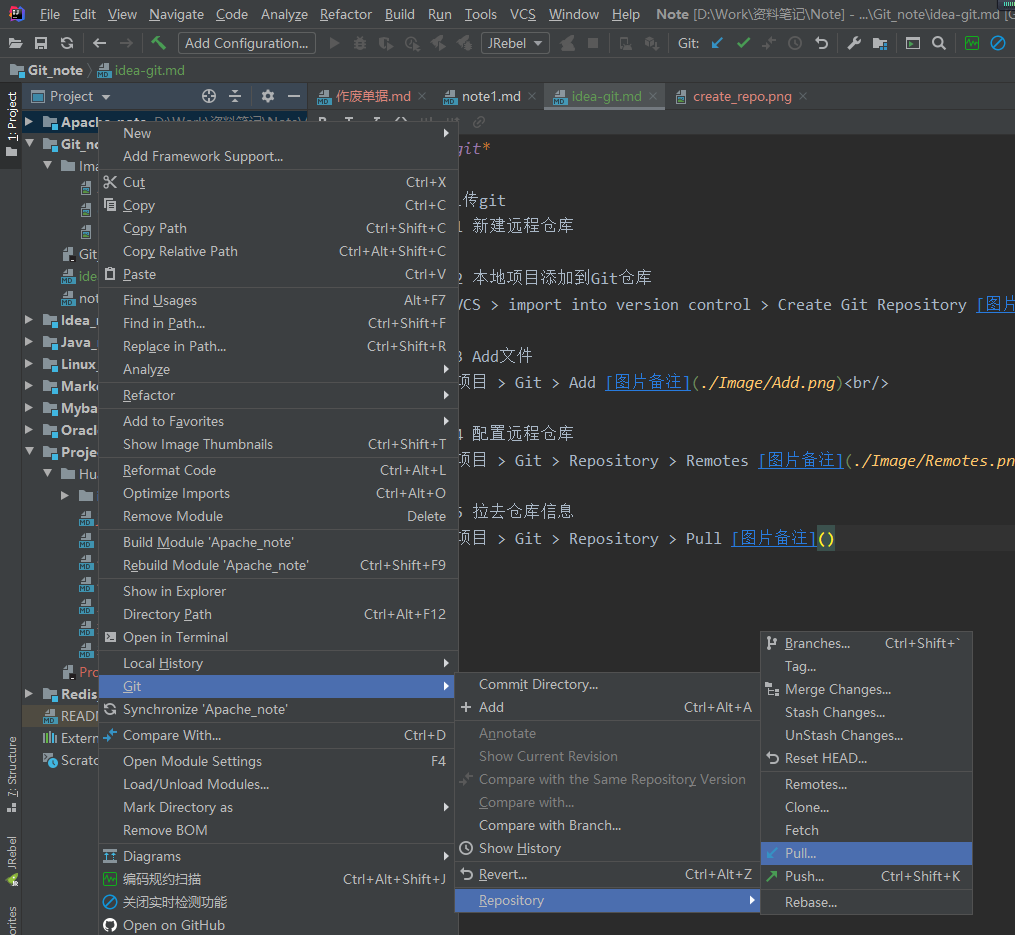 File Edit View Navigate Code Analyze Refactor Build Run Tools VCS Window Help Note [D:\Work\资料笔记\Note] - ...\Git_note\idea-git.md
Add Configuration... JRebel Git:
Git_note idea-git.md
Project 作废单据.md note1.md idea-git.md create_repo.png
1: Project
7: Structure
JRebel
Git_no
Ima
Git_
ide
not
Idea_
Java_
Linux_
Mark
Myba
Oracl
Proje
Hu
Pro
Redis
READ
Extern
Scratc
New
Add Framework Support...
Cut Ctrl+X
Copy Ctrl+C
Copy Path Ctrl+Shift+C
Copy Relative Path Ctrl+Alt+Shift+C
Paste Ctrl+V
Find Usages Alt+F7
Find in Path... Ctrl+Shift+F
Replace in Path... Ctrl+Shift+R
Analyze
Refactor
Add to Favorites
Show Image Thumbnails Ctrl+Shift+T
Reformat Code Ctrl+Alt+L
Optimize Imports Ctrl+Alt+O
Remove Module Delete
Build Module 'Apache_note'
Rebuild Module 'Apache_note' Ctrl+Shift+F9
Show in Explorer
Directory Path Ctrl+Alt+F12
Open in Terminal
Local History
Git
Synchronize 'Apache_note'
Compare With... Ctrl+D
Open Module Settings F4
Load/Unload Modules...
Mark Directory as
Remove BOM
Diagrams
编码规约扫描 Ctrl+Alt+Shift+J
关闭实时检测功能
Open on GitHub
git*
传git
新建远程仓库
2 本地项目添加到Git仓库
VCS > import into version control > Create Git Repository [图片
3 Add文件
项目 > Git > Add [图片备注](./Image/Add.png)<br/>
4 配置远程仓库
项目 > Git > Repository > Remotes [图片备注](./Image/Remotes.pn
5 拉去仓库信息
项目 > Git > Repository > Pull [图片备注]()
Commit Directory...
Add Ctrl+Alt+A
Annotate
Show Current Revision
Compare with the Same Repository Version
Compare with...
Compare with Branch...
Show History
Revert... Ctrl+Alt+Z
Repository
Branches... Ctrl+Shift+`
Tag...
Merge Changes...
Stash Changes...
UnStash Changes...
Reset HEAD...
Remotes...
Clone...
Fetch
Pull...
Push... Ctrl+Shift+K
Rebase...